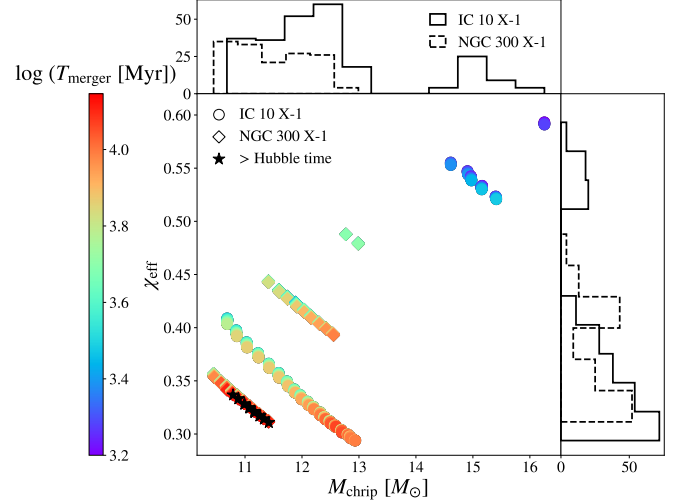 50
25
0
IC 10 X-1
NGC 300 X-1
log (T_merger [Myr])
4.0
3.8
3.6
3.4
3.2
IC 10 X-1
NGC 300 X-1
> Hubble time
0.60
0.55
0.50
0.45
0.40
0.35
0.30
χ_eff
11 12 13 14 15 16
M_chrip [M_⊙]
0 50